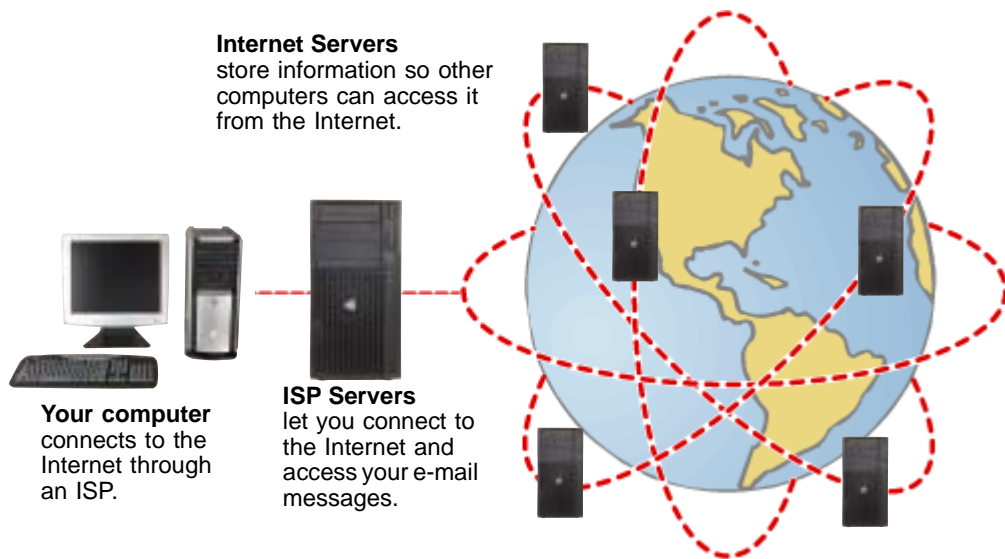 Internet Servers
store information so other
computers can access it
from the Internet.
Your computer
connects to the
Internet through
an ISP.
ISP Servers
let you connect to
the Internet and
access your e-mail
messages.